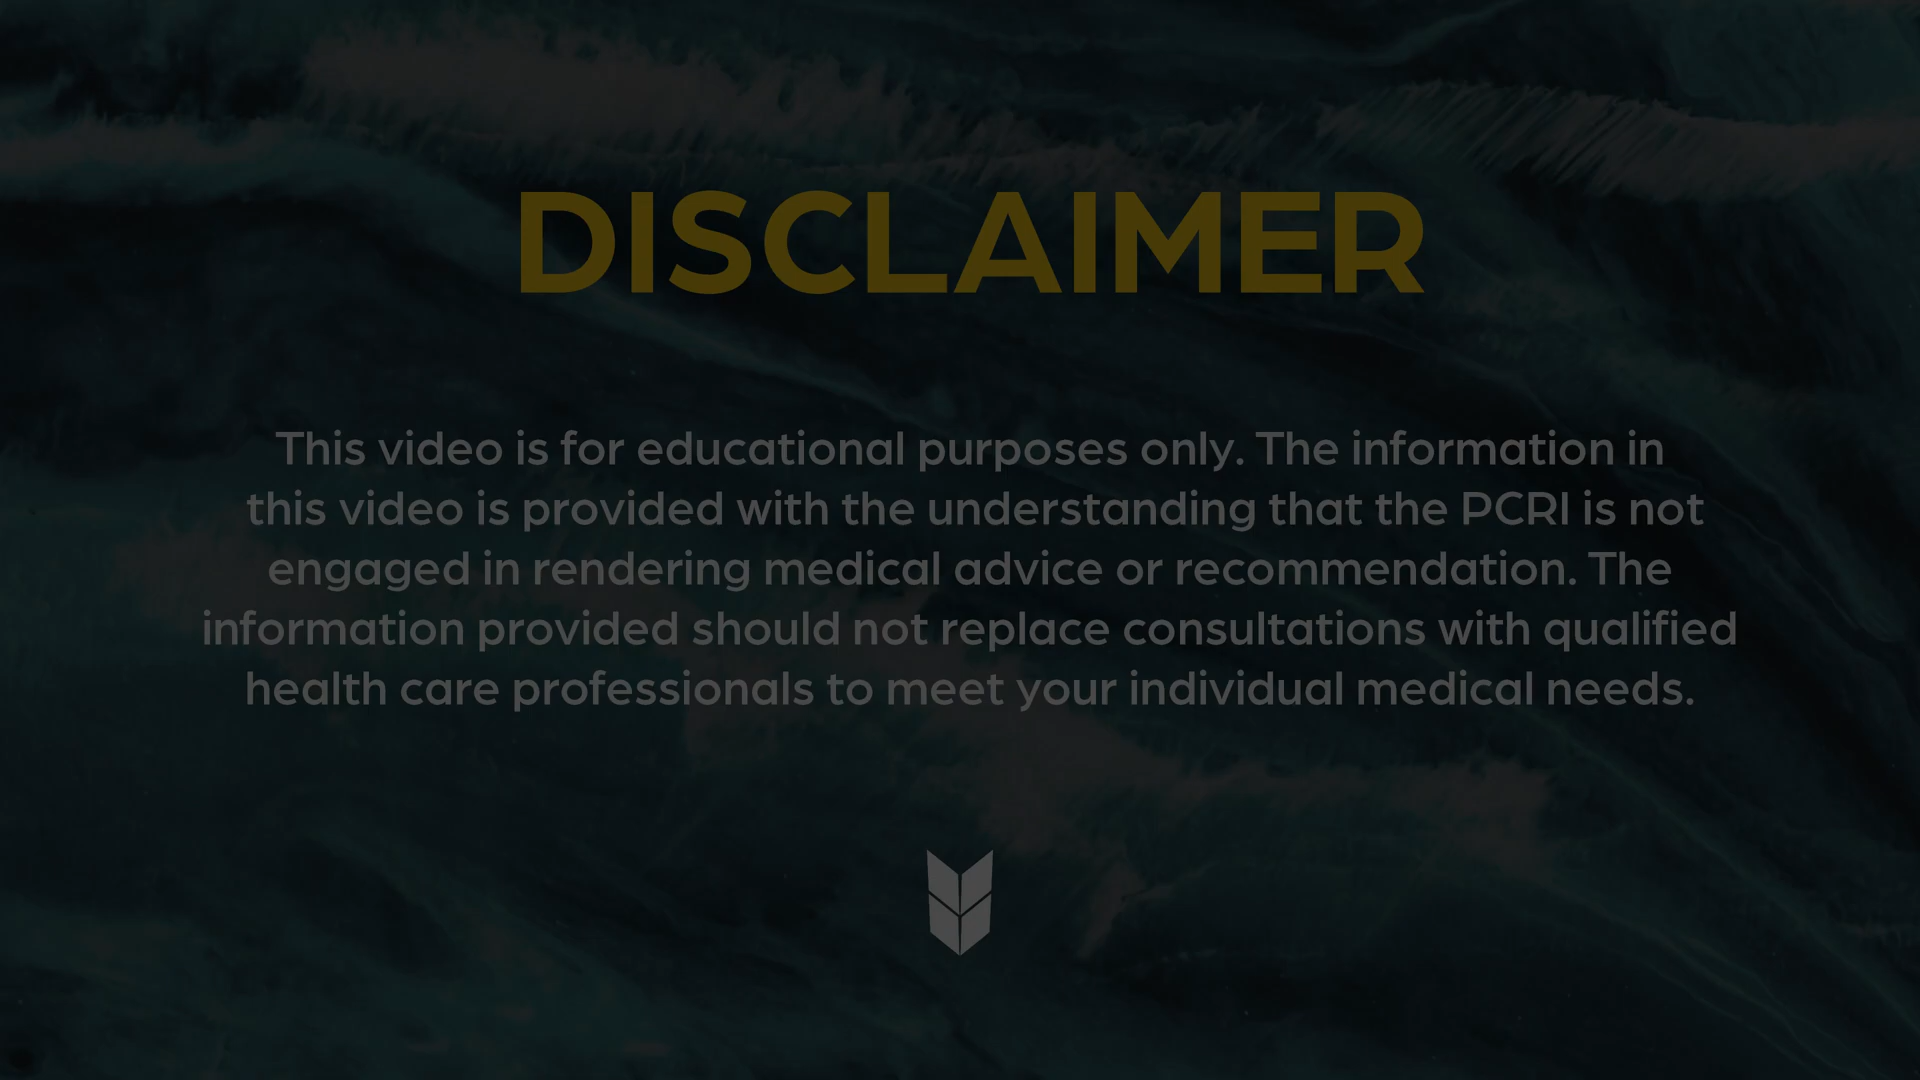 DISCLAIMER
This video is for educational purposes only. The information in
this video is provided with the understanding that the PCRI is not
engaged in rendering medical advice or recommendation. The
information provided should not replace consultations with qualified
health care professionals to meet your individual medical needs.